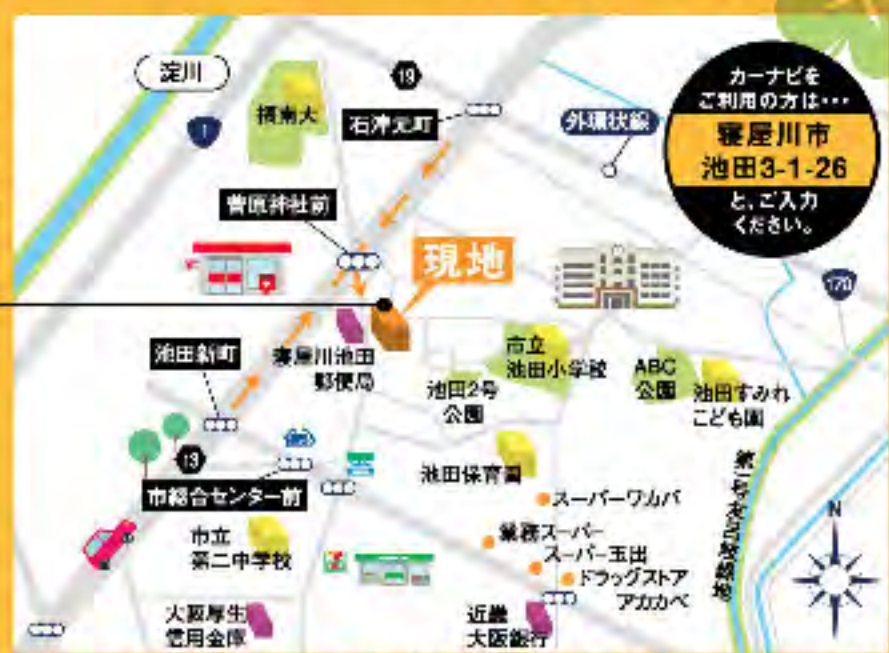 淀川
19
1
摂南大
石津元町
外環状線
カーナビを
ご利用の方は…
寝屋川市
池田3-1-26
と、ご入力
ください。
菅原神社前
現地
170
池田新町
寝屋川池田
郵便局
池田2号
公園
市立
池田小学校
ABC
公園
池田すみれ
こども園
13
市総合センター前
池田保育園
スーパーワカバ
業務スーパー
スーパー玉出
ドラッグストア
アカカベ
市立
第二中学校
大阪厚生
信用金庫
近畿
大阪銀行
N